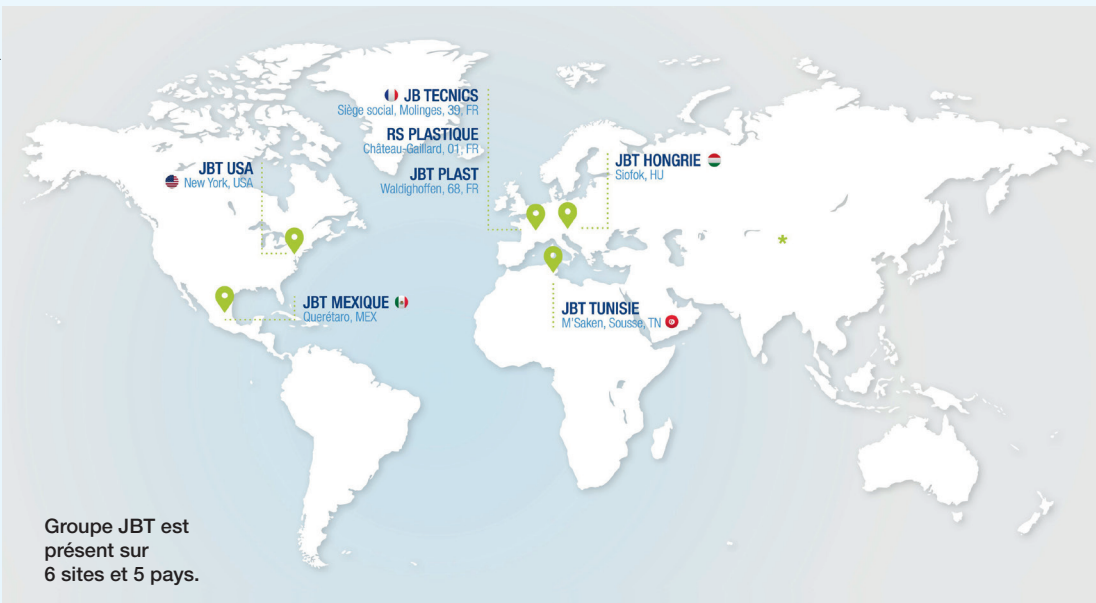 JB TECNICS
Siège social, Molinges, 39, FR
RS PLASTIQUE
Château-Gaillard, 01, FR
JBT PLAST
Waldighoffen, 68, FR
JBT USA
New York, USA
JBT HONGRIE
Siofok, HU
*
JBT MEXIQUE
Querétaro, MEX
JBT TUNISIE
M'Saken, Sousse, TN
Groupe JBT est
présent sur
6 sites et 5 pays.